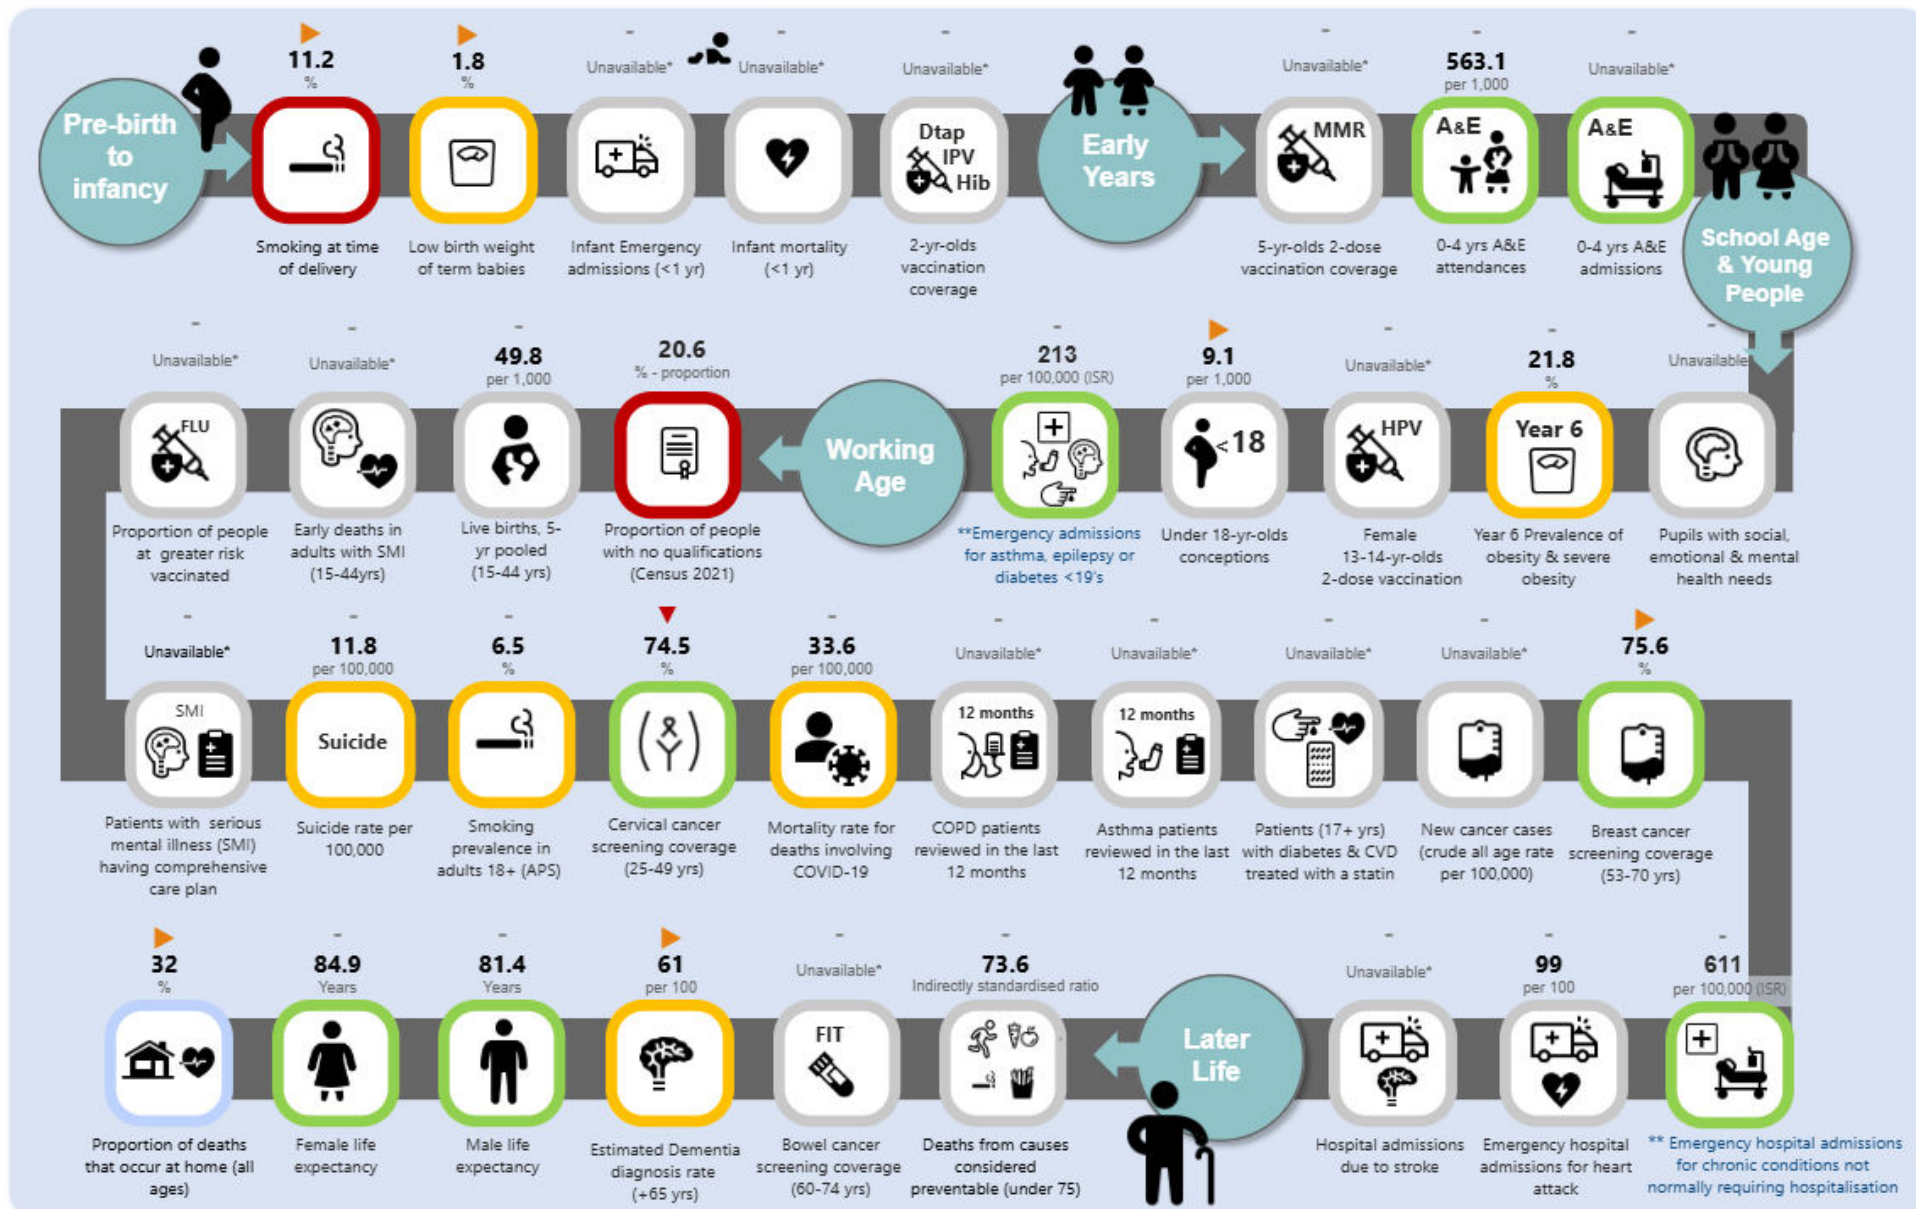 Pre-birth
to
infancy
11.2
%
Smoking at time
of delivery
1.8
%
Low birth weight
of term babies
-
Unavailable*
Infant Emergency
admissions (<1 yr)
-
Unavailable*
Infant mortality
(<1 yr)
-
Unavailable*
Dtap
IPV
Hib
2-yr-olds
vaccination
coverage
Early
Years
-
Unavailable*
MMR
5-yr-olds 2-dose
vaccination coverage
-
563.1
per 1,000
A&E
0-4 yrs A&E
attendances
-
Unavailable*
A&E
0-4 yrs A&E
admissions
School Age
& Young
People
-
Unavailable
Pupils with social,
emotional & mental
health needs
-
21.8
%
Year 6
Year 6 Prevalence of
obesity & severe
obesity
-
Unavailable*
HPV
Female
13-14-yr-olds
2-dose vaccination
9.1
per 1,000
<18
Under 18-yr-olds
conceptions
-
213
per 100,000 (ISR)
**Emergency admissions
for asthma, epilepsy or
diabetes <19's
Working
Age
-
20.6
% - proportion
Proportion of people
with no qualifications
(Census 2021)
-
49.8
per 1,000
Live births, 5-
yr pooled
(15-44 yrs)
-
Unavailable*
Early deaths in
adults with SMI
(15-44yrs)
-
Unavailable*
FLU
Proportion of people
at greater risk
vaccinated
-
Unavailable*
SMI
Patients with serious
mental illness (SMI)
having comprehensive
care plan
-
11.8
per 100,000
Suicide
Suicide rate per
100,000
-
6.5
%
Smoking
prevalence in
adults 18+ (APS)
74.5
%
Cervical cancer
screening coverage
(25-49 yrs)
-
33.6
per 100,000
Mortality rate for
deaths involving
COVID-19
-
Unavailable*
12 months
COPD patients
reviewed in the last
12 months
-
Unavailable*
12 months
Asthma patients
reviewed in the last
12 months
-
Unavailable*
Patients (17+ yrs)
with diabetes & CVD
treated with a statin
-
Unavailable*
New cancer cases
(crude all age rate
per 100,000)
75.6
%
Breast cancer
screening coverage
(53-70 yrs)
-
611
per 100,000 (ISR)
** Emergency hospital admissions
for chronic conditions not
normally requiring hospitalisation
-
99
per 100
Emergency hospital
admissions for heart
attack
-
Unavailable*
Hospital admissions
due to stroke
Later
Life
-
73.6
Indirectly standardised ratio
Deaths from causes
considered
preventable (under 75)
-
Unavailable*
FIT
Bowel cancer
screening coverage
(60-74 yrs)
61
per 100
Estimated Dementia
diagnosis rate
(+65 yrs)
-
81.4
Years
Male life
expectancy
-
84.9
Years
Female life
expectancy
32
%
Proportion of deaths
that occur at home (all
ages)